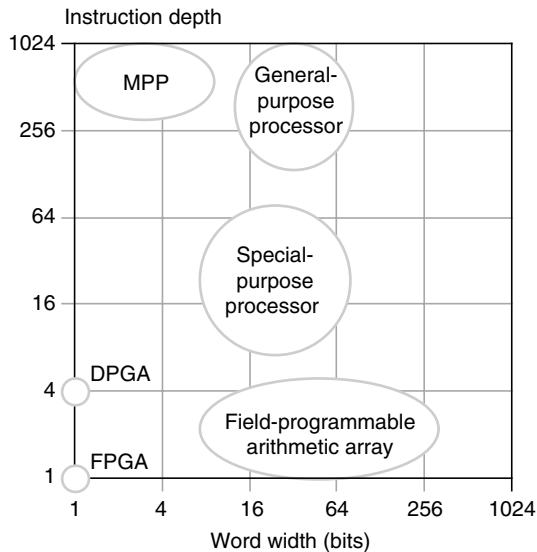 Instruction depth
1024
MPP
General-
purpose
processor
256
64
Special-
purpose
processor
16
DPGA
4
Field-programmable
arithmetic array
FPGA
1
1 4 16 64 256 1024
Word width (bits)